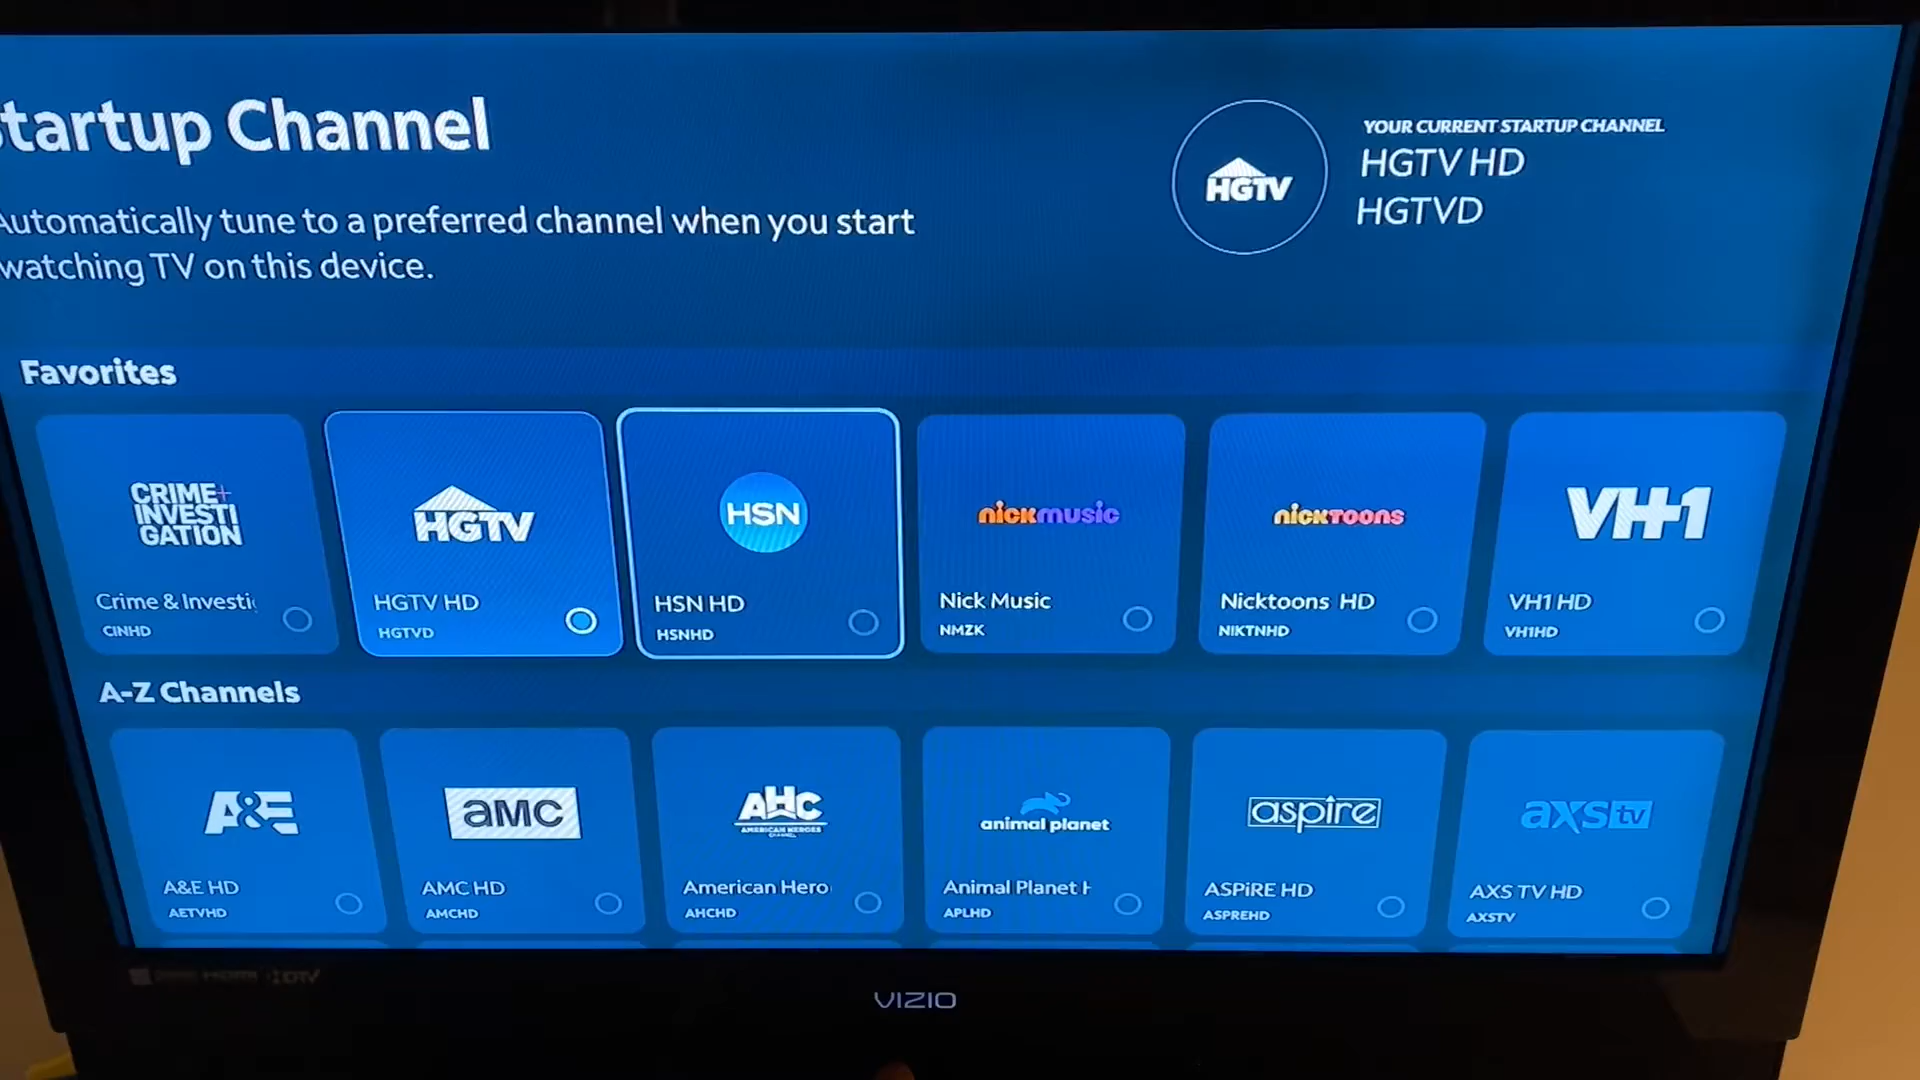 tartup Channel
Automatically tune to a preferred channel when you start
watching TV on this device.
HGTV
YOUR CURRENT STARTUP CHANNEL
HGTV HD
HGTVD
Favorites
CRIME+
INVESTI
GATION
Crime & Investi
CINHD
HGTV
HGTV HD
HGTVD
HSN
HSN HD
HSNHD
nickmusic
Nick Music
NMZK
nicktoons
Nicktoons HD
NIKTNHD
VH1
VH1 HD
VH1HD
A-Z Channels
A&E
A&E HD
AETVHD
aMC
AMC HD
AMCHD
AHC
AMERICAN HEROES
CHANNEL
American Hero
AHCHD
animal planet
Animal Planet H
APLHD
aspire
ASPiRE HD
ASPREHD
axs tv
AXS TV HD
AXSTV
VIZIO